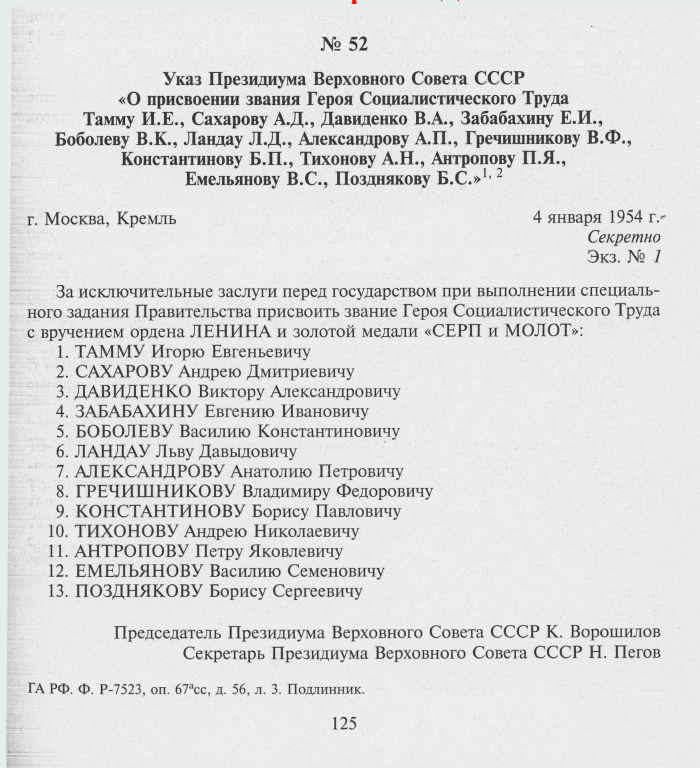 № 52
Указ Президиума Верховного Совета СССР
«О присвоении звания Героя Социалистического Труда
Тамму И.Е., Сахарову А.Д., Давиденко В.А., Забабахину Е.И.,
Боболеву В.К., Ландау Л.Д., Александрову А.П., Гречишникову В.Ф.,
Константинову Б.П., Тихонову А.Н., Антропову П.Я.,
Емельянову В.С., Позднякову Б.С.»1, 2
г. Москва, Кремль 4 января 1954 г.
Секретно
Экз. № 1
За исключительные заслуги перед государством при выполнении специаль-
ного задания Правительства присвоить звание Героя Социалистического Труда
с вручением ордена ЛЕНИНА и золотой медали «СЕРП и МОЛОТ»:
1. ТАММУ Игорю Евгеньевичу
2. САХАРОВУ Андрею Дмитриевичу
3. ДАВИДЕНКО Виктору Александровичу
4. ЗАБАБАХИНУ Евгению Ивановичу
5. БОБОЛЕВУ Василию Константиновичу
6. ЛАНДАУ Льву Давыдовичу
7. АЛЕКСАНДРОВУ Анатолию Петровичу
8. ГРЕЧИШНИКОВУ Владимиру Федоровичу
9. КОНСТАНТИНОВУ Борису Павловичу
10. ТИХОНОВУ Андрею Николаевичу
11. АНТРОПОВУ Петру Яковлевичу
12. ЕМЕЛЬЯНОВУ Василию Семеновичу
13. ПОЗДНЯКОВУ Борису Сергеевичу
Председатель Президиума Верховного Совета СССР К. Ворошилов
Секретарь Президиума Верховного Совета СССР Н. Пегов
ГА РФ. Ф. Р-7523, оп. 67асс, д. 56, л. 3. Подлинник.
125